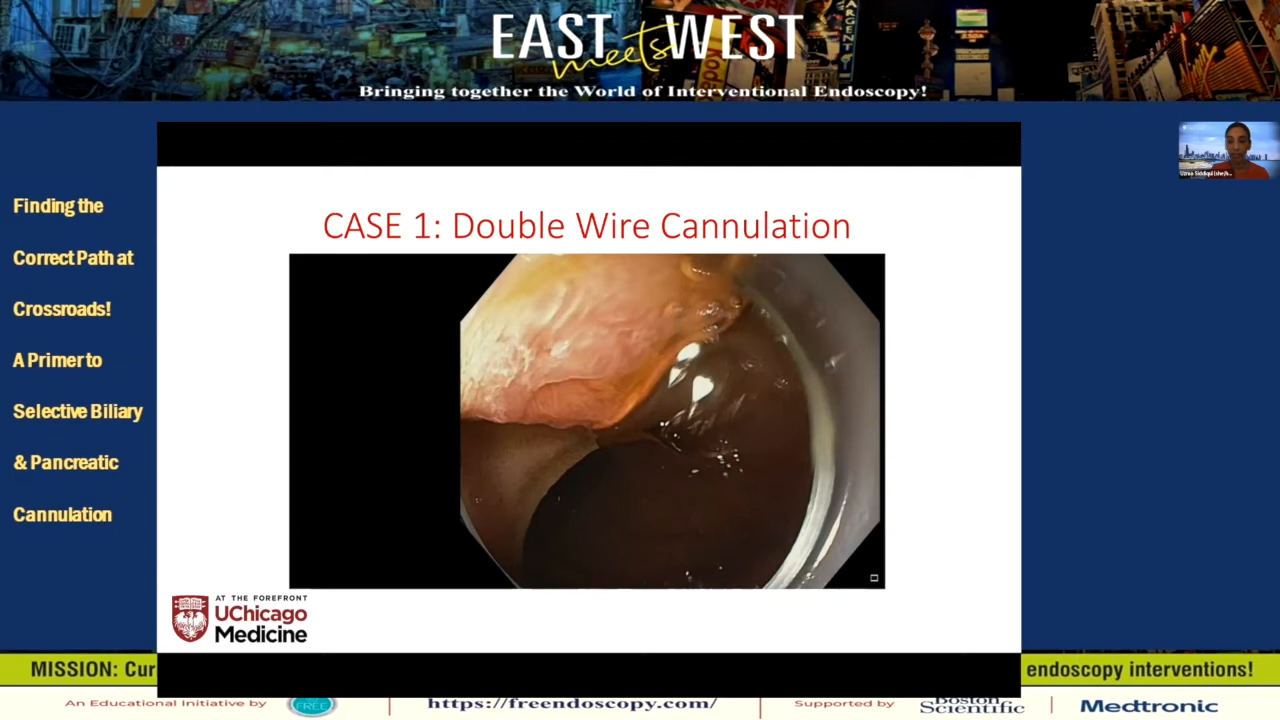 EAST meets WEST
Bringing together the World of Interventional Endoscopy!
Finding the
Correct Path at
Crossroads!
A Primer to
Selective Biliary
& Pancreatic
Cannulation
CASE 1: Double Wire Cannulation
AT THE FOREFRONT
UChicago
Medicine
MISSION: Cur
endoscopy interventions!
An Educational Initiative by
FREE
https://freendoscopy.com/
Supported by
Boston
Scientific
Medtronic